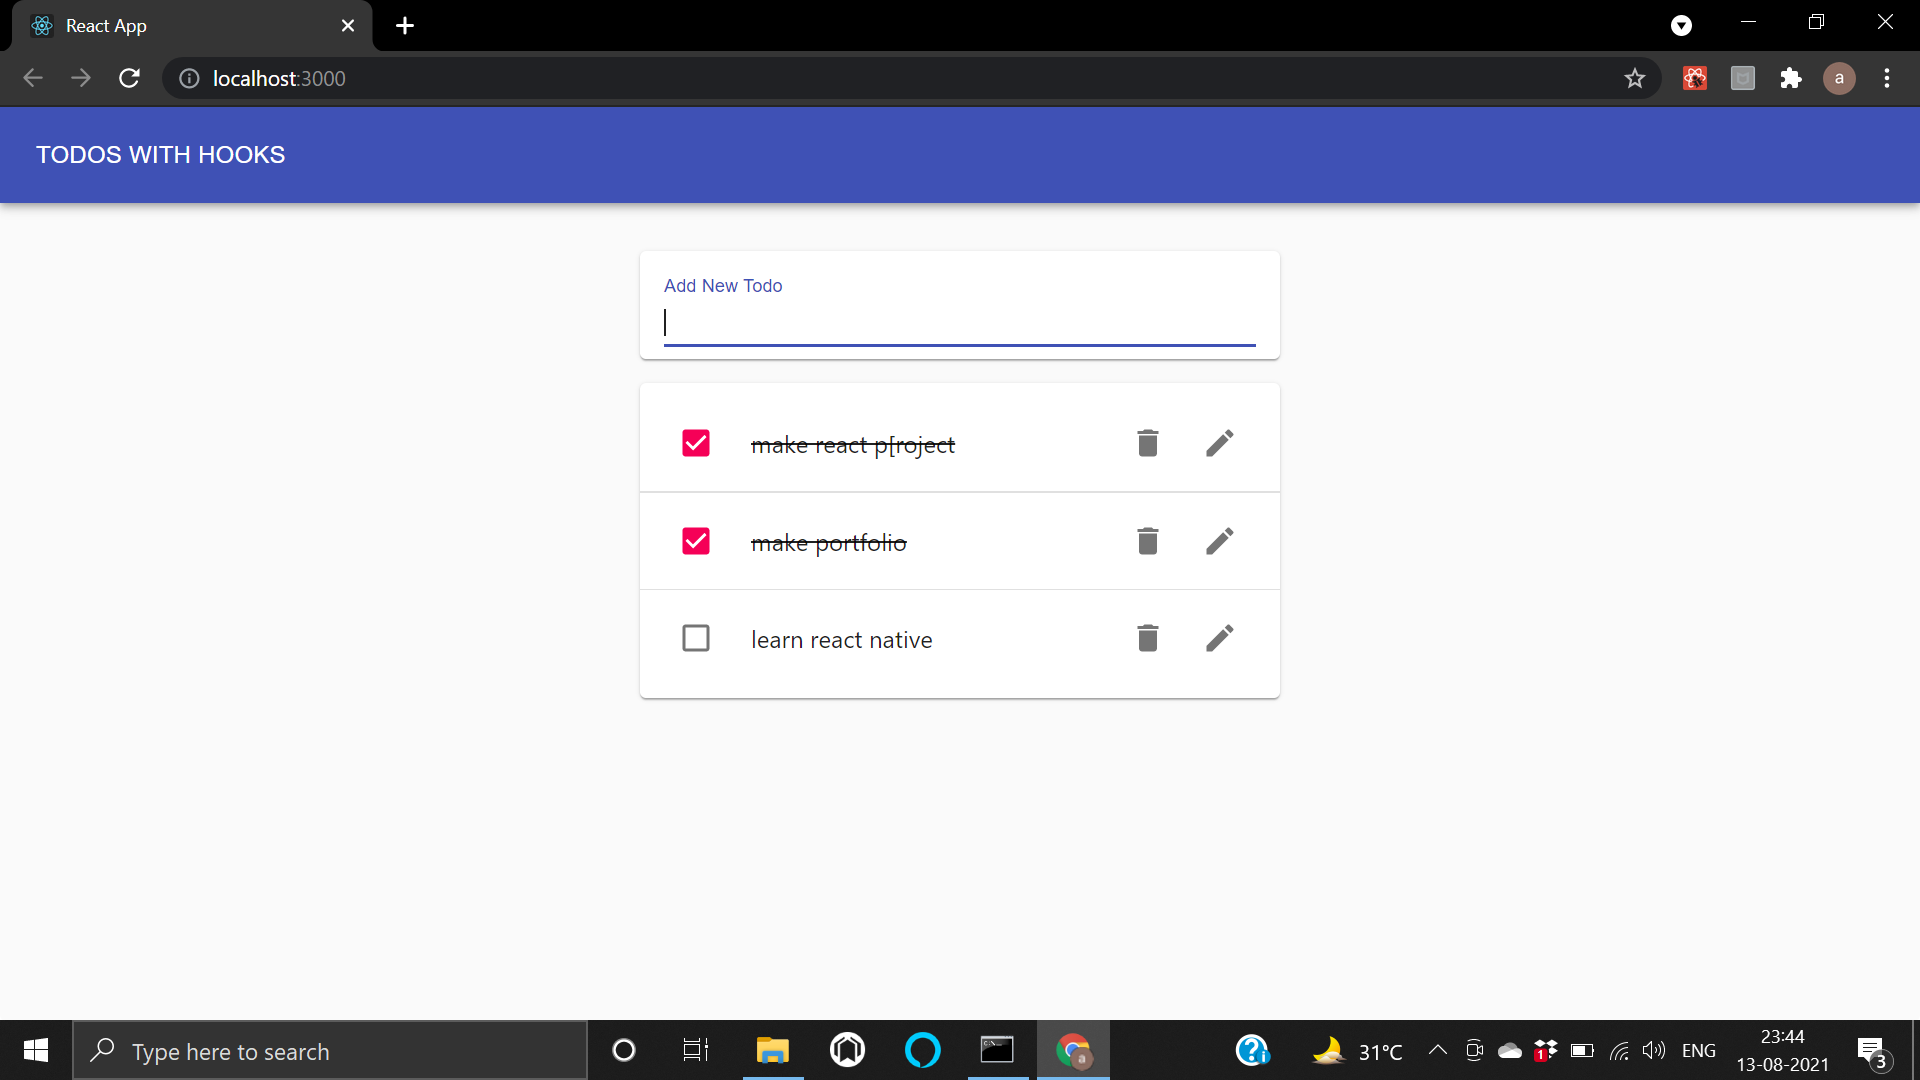 React App
localhost:3000
a
TODOS WITH HOOKS
Add New Todo
make react p[roject
make portfolio
learn react native
Type here to search
31°C
1
ENG
23:44
13-08-2021
3